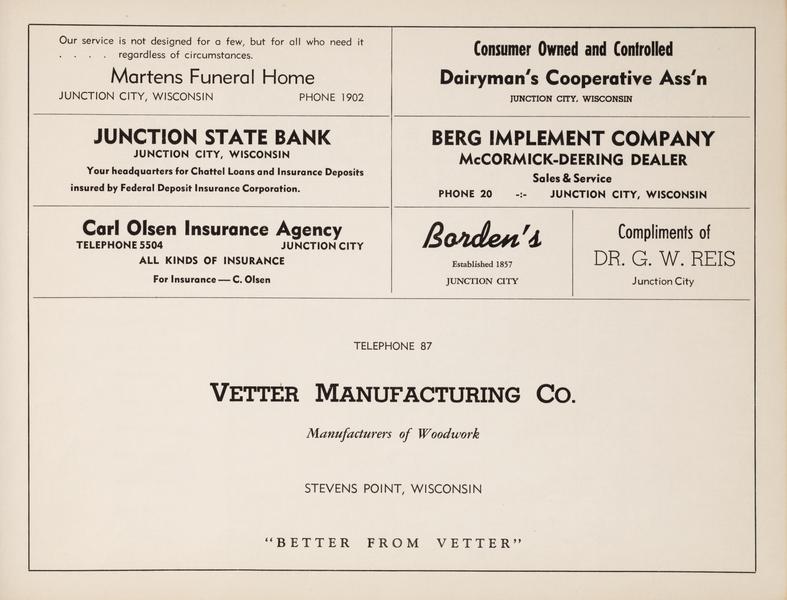 Our service is not designed for a few, but for all who need it
. . . . regardless of circumstances.
Martens Funeral Home
JUNCTION CITY, WISCONSIN PHONE 1902
Consumer Owned and Controlled
Dairyman's Cooperative Ass'n
JUNCTION CITY, WISCONSIN
JUNCTION STATE BANK
JUNCTION CITY, WISCONSIN
Your headquarters for Chattel Loans and Insurance Deposits
insured by Federal Deposit Insurance Corporation.
BERG IMPLEMENT COMPANY
McCORMICK-DEERING DEALER
Sales & Service
PHONE 20 -:- JUNCTION CITY, WISCONSIN
Carl Olsen Insurance Agency
TELEPHONE 5504 JUNCTION CITY
ALL KINDS OF INSURANCE
For Insurance — C. Olsen
Borden's
Established 1857
JUNCTION CITY
Compliments of
DR. G. W. REIS
Junction City
TELEPHONE 87
VETTER MANUFACTURING CO.
Manufacturers of Woodwork
STEVENS POINT, WISCONSIN
"BETTER FROM VETTER"